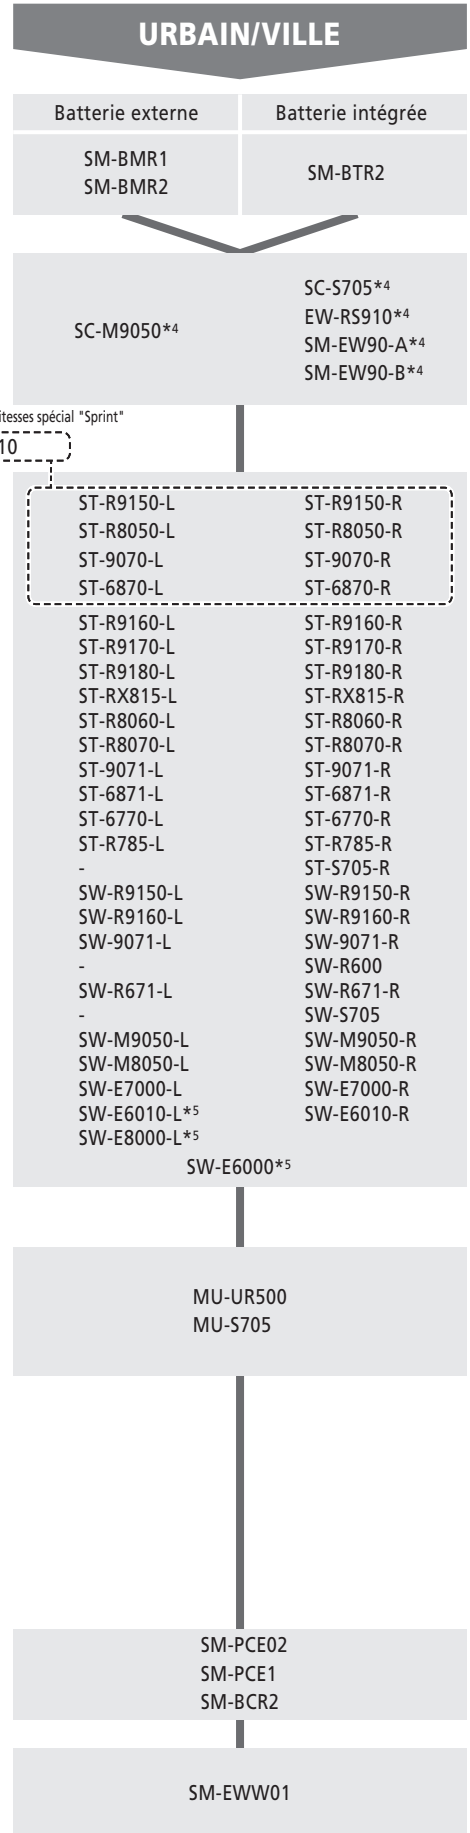 URBAIN/VILLE
Batterie externe Batterie intégrée
SM-BMR1
SM-BMR2
SM-BTR2
SC-M9050*4
SC-S705*4
EW-RS910*4
SM-EW90-A*4
SM-EW90-B*4
spécial "Sprint"
10
ST-R9150-L ST-R9150-R
ST-R8050-L ST-R8050-R
ST-9070-L ST-9070-R
ST-6870-L ST-6870-R
ST-R9160-L ST-R9160-R
ST-R9170-L ST-R9170-R
ST-R9180-L ST-R9180-R
ST-RX815-L ST-RX815-R
ST-R8060-L ST-R8060-R
ST-R8070-L ST-R8070-R
ST-9071-L ST-9071-R
ST-6871-L ST-6871-R
ST-6770-L ST-6770-R
ST-R785-L ST-R785-R
- ST-S705-R
SW-R9150-L SW-R9150-R
SW-R9160-L SW-R9160-R
SW-9071-L SW-9071-R
- SW-R600
SW-R671-L SW-R671-R
- SW-S705
SW-M9050-L SW-M9050-R
SW-M8050-L SW-M8050-R
SW-E7000-L SW-E7000-R
SW-E6010-L*5 SW-E6010-R
SW-E8000-L*5
SW-E6000*5
MU-UR500
MU-S705
SM-PCE02
SM-PCE1
SM-BCR2
SM-EWW01